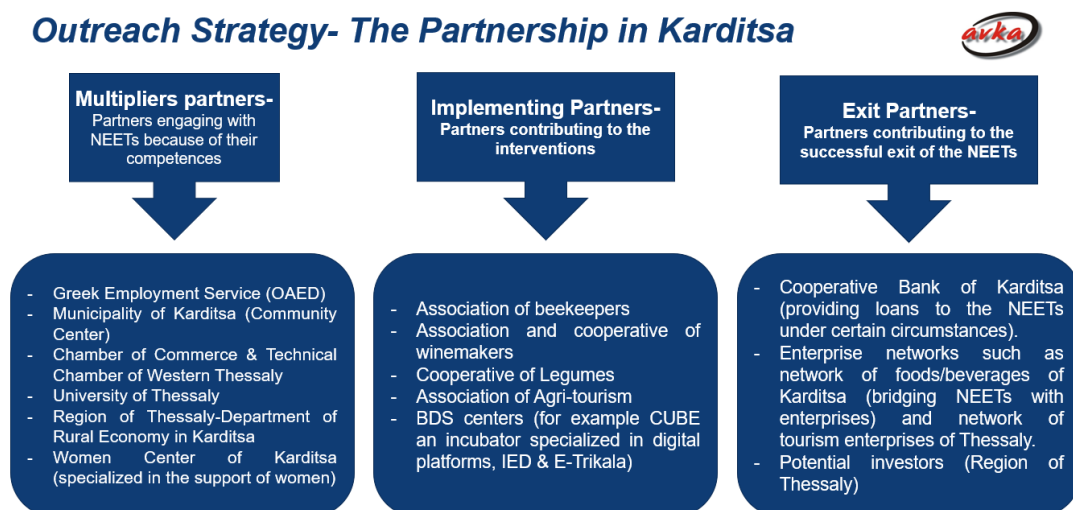 Outreach Strategy- The Partnership in Karditsa
avka
Multipliers partners-
Partners engaging with
NEETs because of their
competences
Implementing Partners-
Partners contributing to the
interventions
Exit Partners-
Partners contributing to the
successful exit of the NEETs
- Greek Employment Service (OAED)
- Municipality of Karditsa (Community
Center)
- Chamber of Commerce & Technical
Chamber of Western Thessaly
- University of Thessaly
- Region of Thessaly-Department of
Rural Economy in Karditsa
- Women Center of Karditsa
(specialized in the support of women)
- Association of beekeepers
- Association and cooperative of
winemakers
- Cooperative of Legumes
- Association of Agri-tourism
- BDS centers (for example CUBE
an incubator specialized in digital
platforms, IED & E-Trikala)
- Cooperative Bank of Karditsa
(providing loans to the NEETs
under certain circumstances).
- Enterprise networks such as
network of foods/beverages of
Karditsa (bridging NEETs with
enterprises) and network of
tourism enterprises of Thessaly.
- Potential investors (Region of
Thessaly)